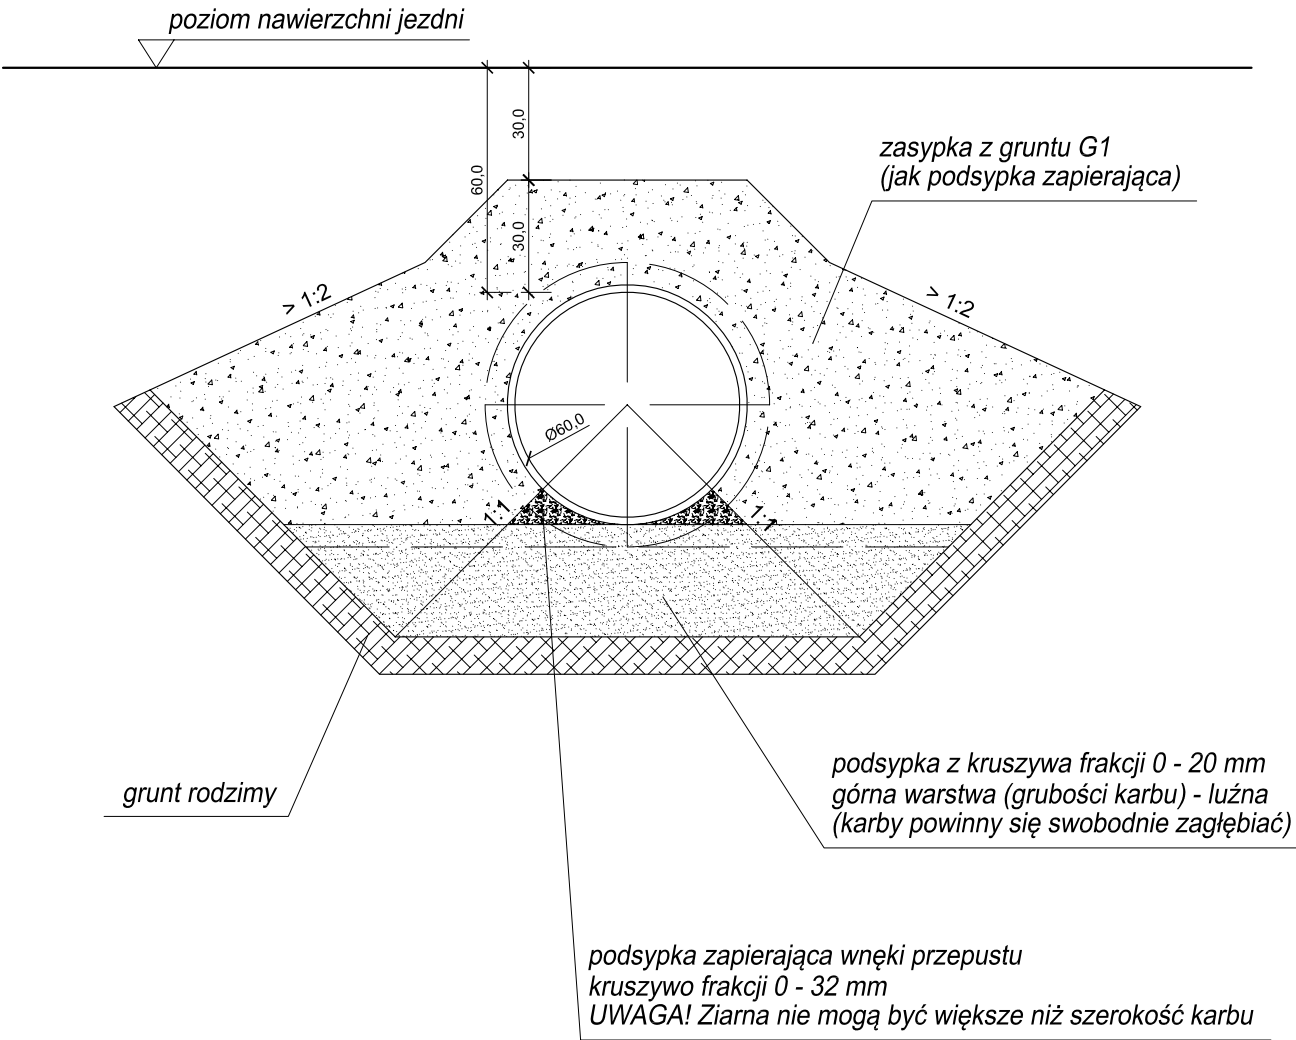 poziom nawierzchni jezdni
30,0
60,0
30,0
zasypka z gruntu G1
(jak podsypka zapierająca)
> 1:2
> 1:2
Ø60,0
1:1
1:1
grunt rodzimy
podsypka z kruszywa frakcji 0 - 20 mm
górna warstwa (grubości karbu) - luźna
(karby powinny się swobodnie zagłębiać)
podsypka zapierająca wnęki przepustu
kruszywo frakcji 0 - 32 mm
UWAGA! Ziarna nie mogą być większe niż szerokość karbu